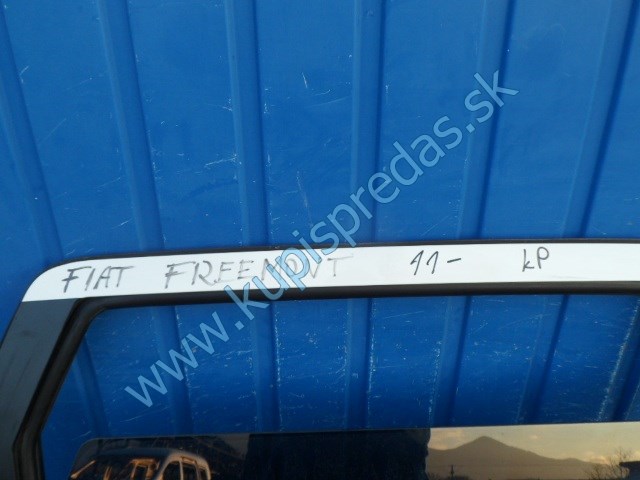 FIAT FREEMONT 11- kP
www.kupispredas.sk